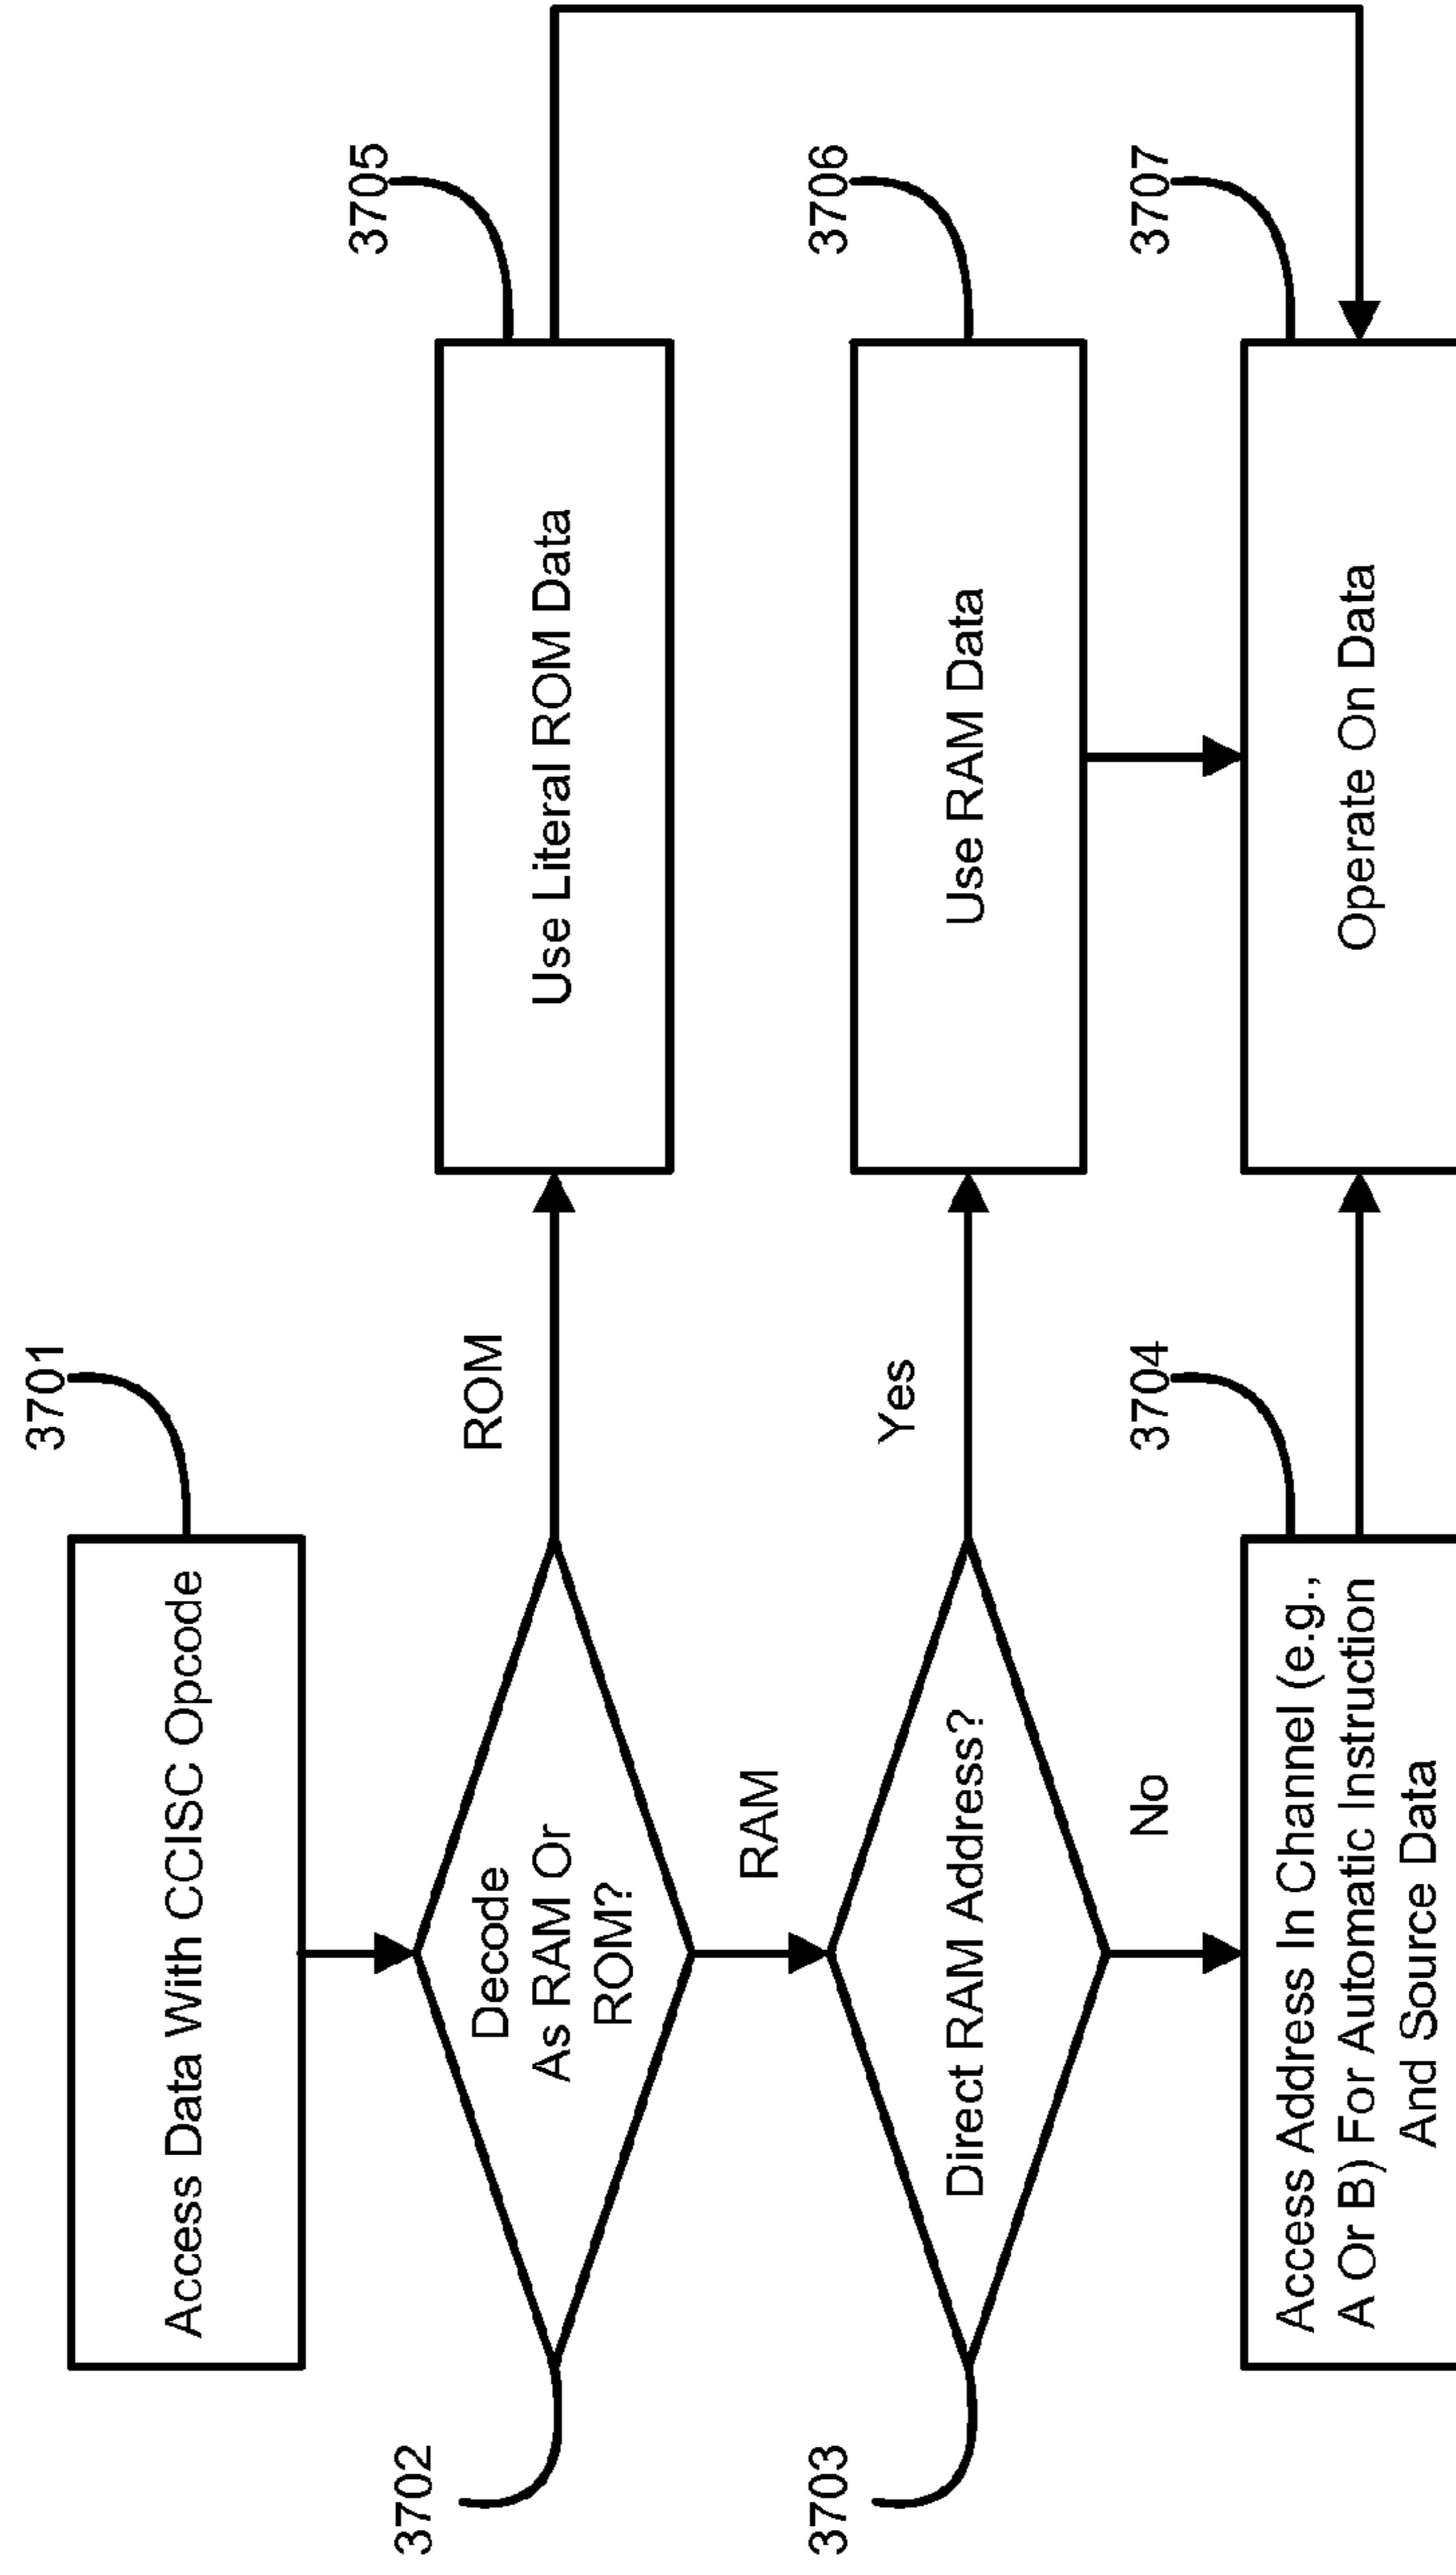 3701
Access Data With CCISC Opcode
3702
Decode
As RAM Or
ROM?
ROM
3705
Use Literal ROM Data
RAM
3703
Direct RAM Address?
Yes
3706
Use RAM Data
No
3704
Access Address In Channel (e.g.,
A Or B) For Automatic Instruction
And Source Data
3707
Operate On Data